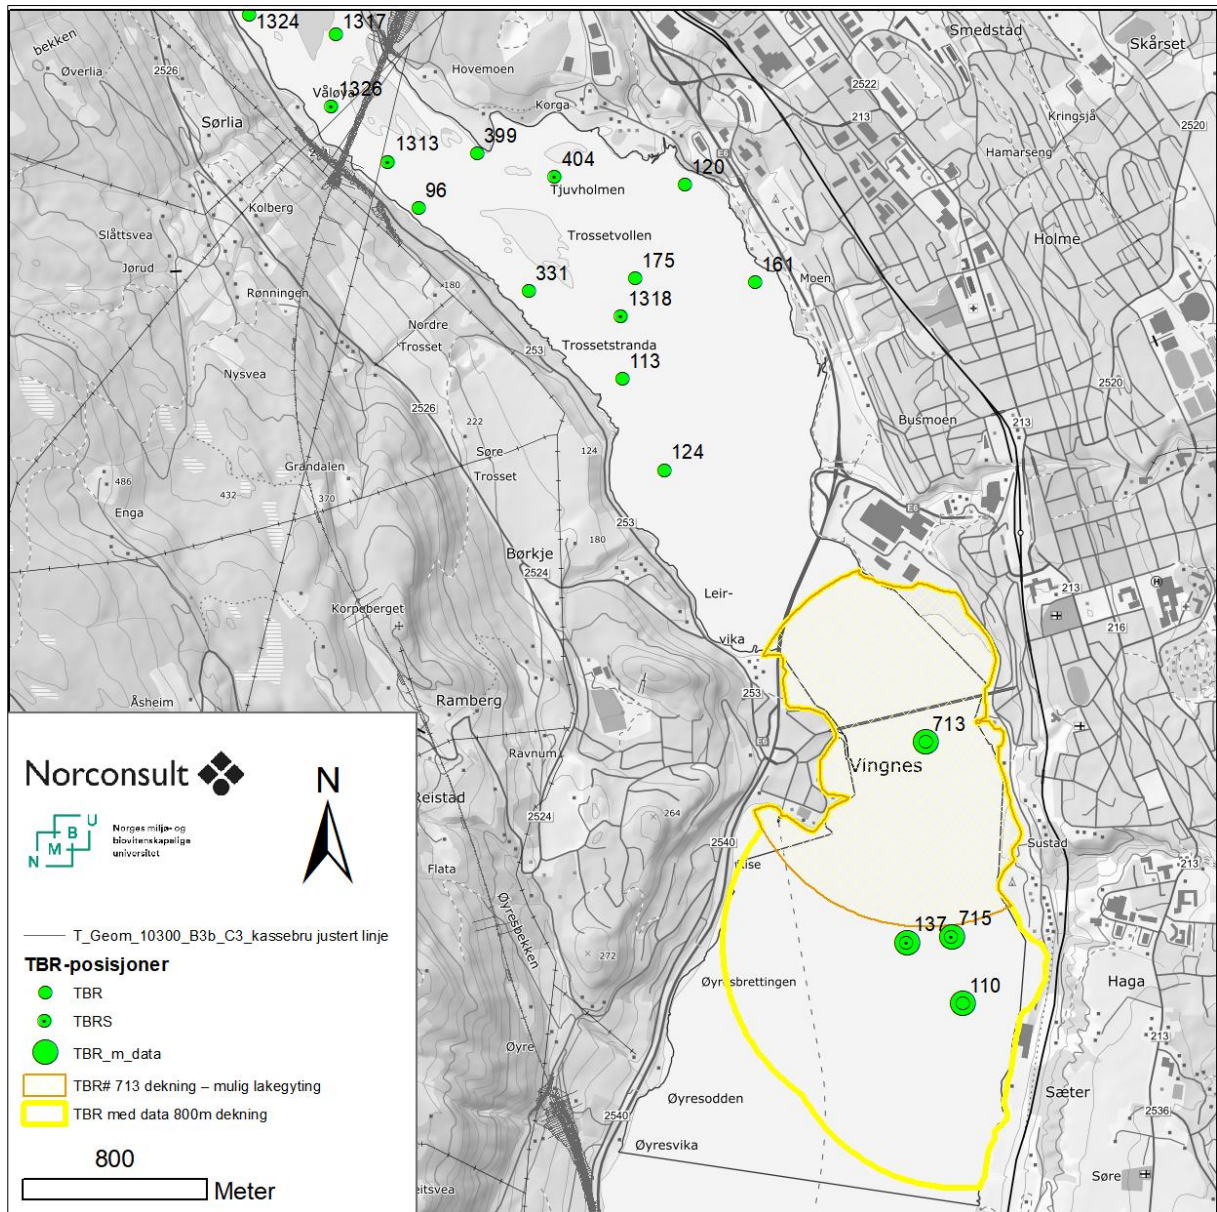 1324
1317
Smedstad
Skårset
bekken
Øverlia
2526
Hovemoen
2522
Våløya
1326
Korga
213
Kringsjå
Sørlia
2520
1313
399
E6
Hamarseng
404
120
96
Tjuvholmen
Kolberg
Slåttsvea
Trossetvollen
Holme
Jørud
331
175
161
Moen
Rønningen
180
1318
Nordre
Trosset
253
Trossetstranda
Nysvea
113
2520
2526
222
Busmoen
213
Søre
124
124
Trosset
Grandalen
486
432
370
Enga
E6
253
180
Børkje
2524
213
Leir-
Korpeberget
216
vika
Åsheim
Ramberg
253
713
Ravnum
E6
Vingnes
Norconsult
N
Reistad
264
2524
N M B U
Norges miljø- og
biovitenskapelige
universitet
2540
Sustad
213
Flata
Øyresbekken
137
715
T_Geom_10300_B3b_C3_kassebru justert linje
272
TBR-posisjoner
Øyresbrettingen
110
Haga
TBR
TBRS
213
Øyre
TBR_m_data
TBR# 713 dekning – mulig lakegyting
Øyresodden
Sæter
TBR med data 800m dekning
2540
2536
Øyresvika
800
Søre
Meter